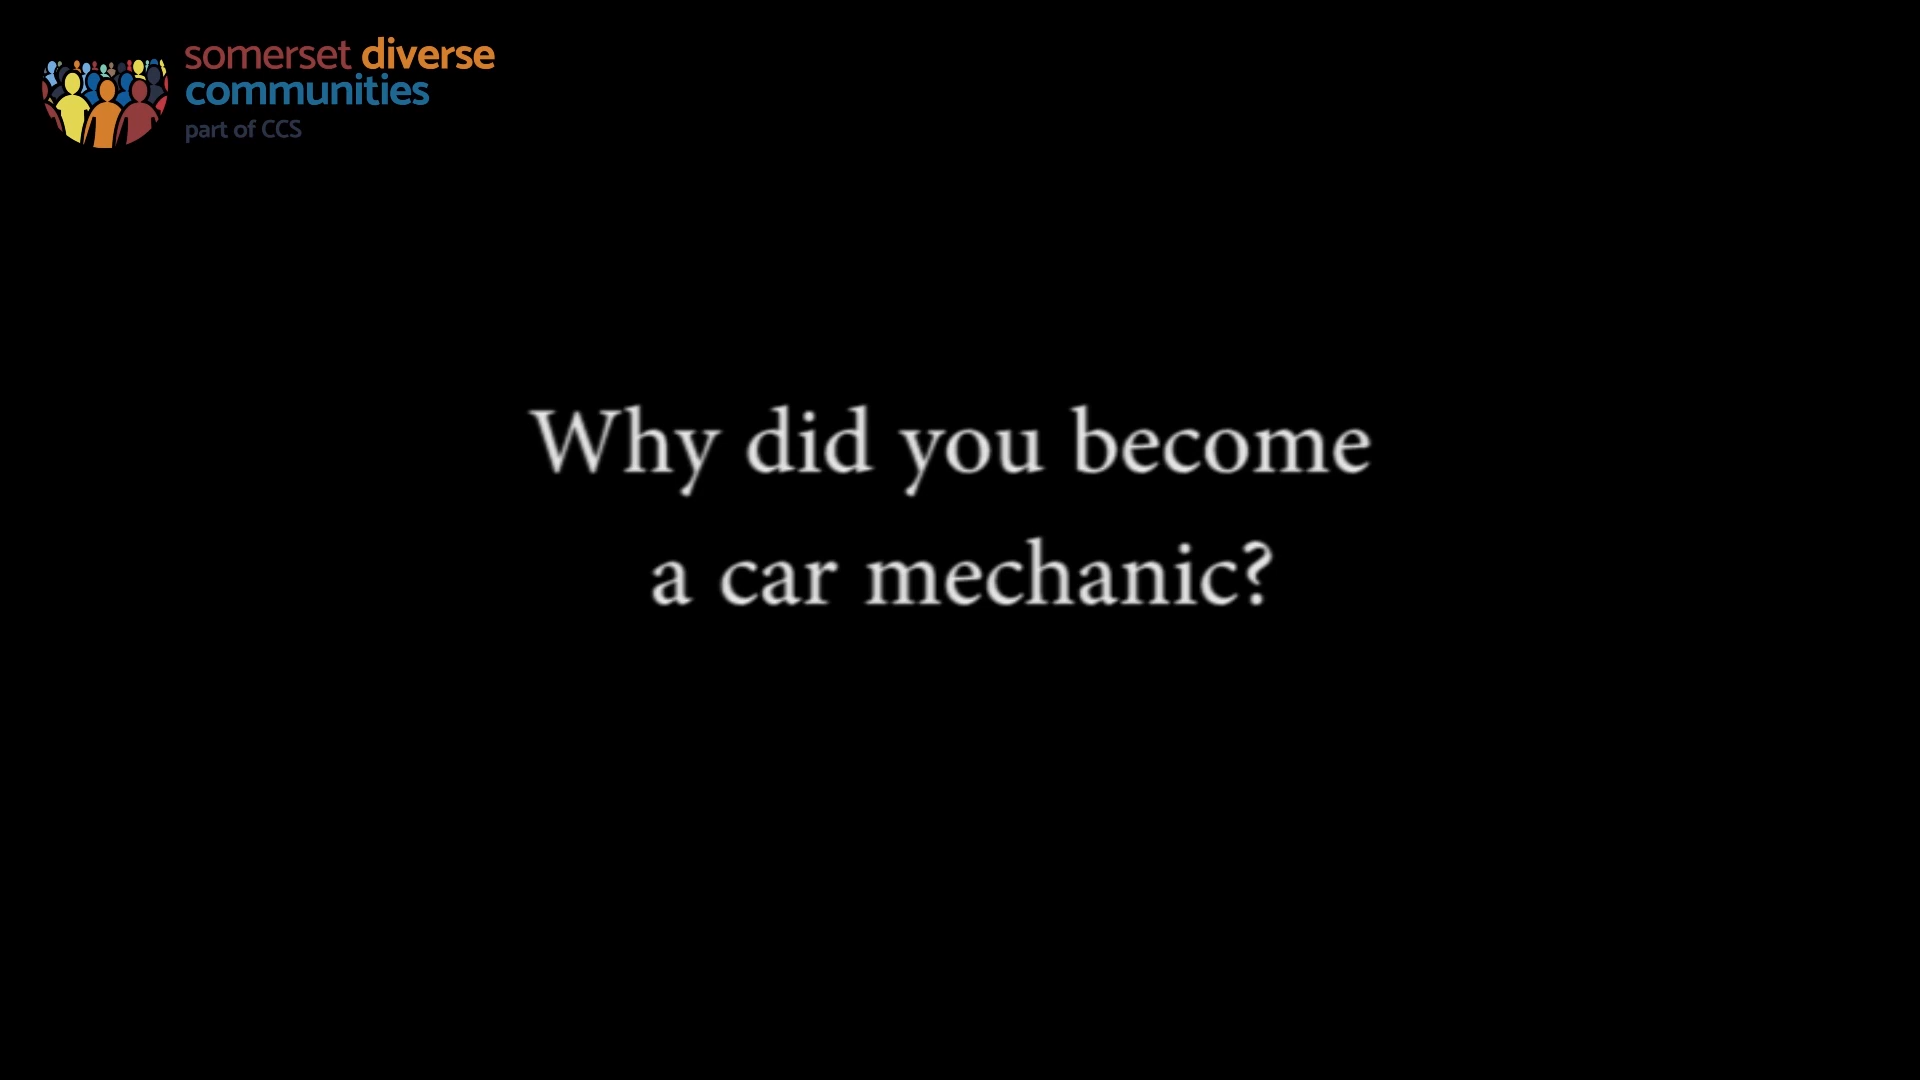 somerset diverse
communities
part of CCS
Why did you become
a car mechanic?